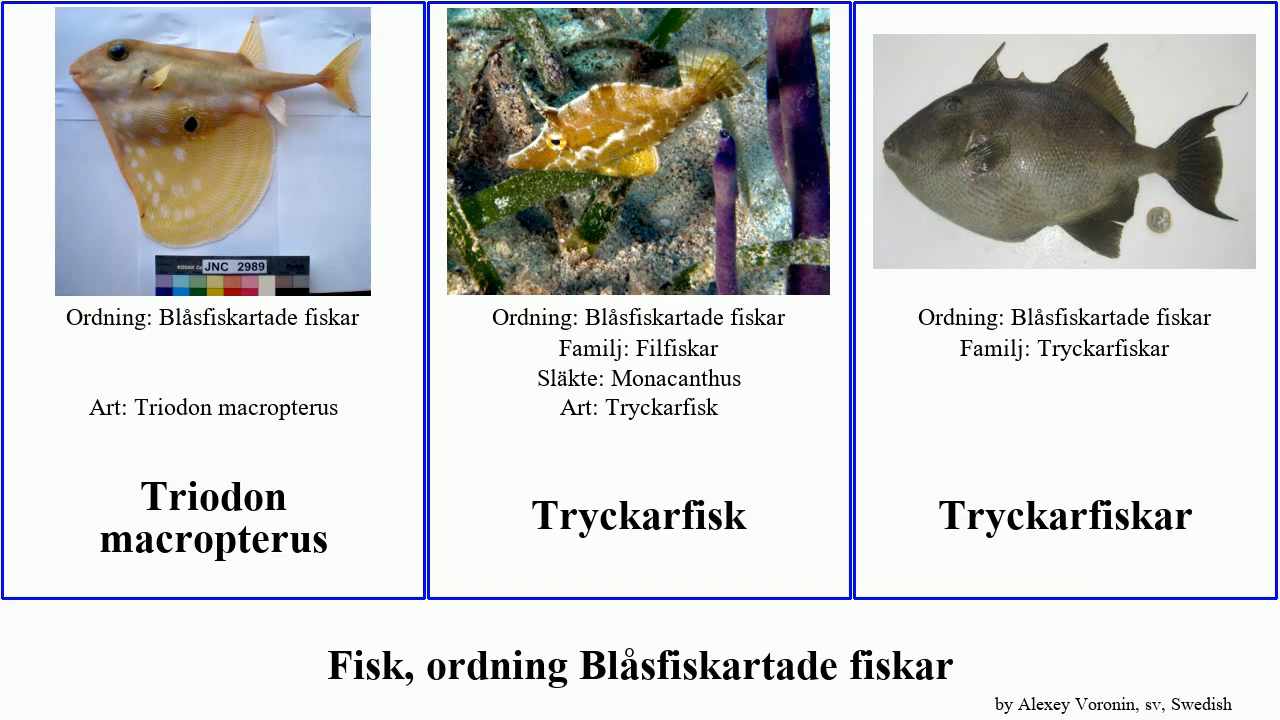 KODAK
JNC 2989
Ordning: Blåsfiskartade fiskar
Art: Triodon macropterus
Triodon
macropterus
Ordning: Blåsfiskartade fiskar
Familj: Filfiskar
Släkte: Monacanthus
Art: Tryckarfisk
Tryckarfisk
Ordning: Blåsfiskartade fiskar
Familj: Tryckarfiskar
Tryckarfiskar
Fisk, ordning Blåsfiskartade fiskar
by Alexey Voronin, sv, Swedish